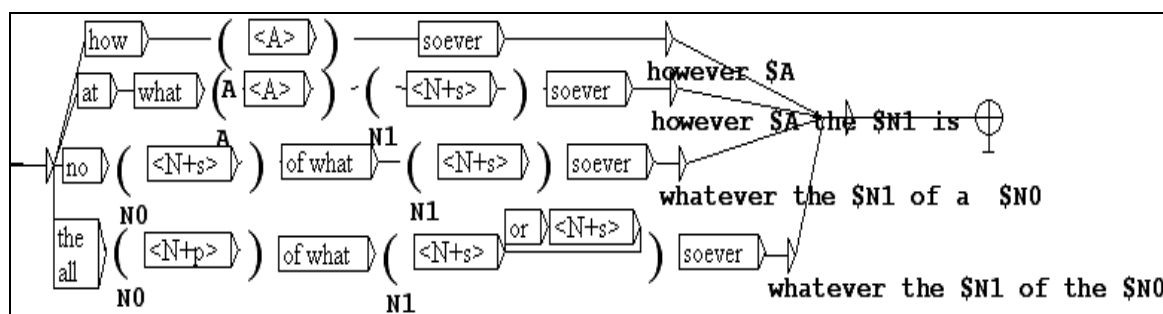 how ( <A> ) soever
A
however $A
at what ( <A> ) ( <N+s> ) soever
A N1
however $A the $N1 is
no ( <N+s> ) of what ( <N+s> ) soever
N0 N1
whatever the $N1 of a $N0
or <N+s>
the
all ( <N+p> ) of what ( <N+s> ) soever
N0 N1
whatever the $N1 of the $N0